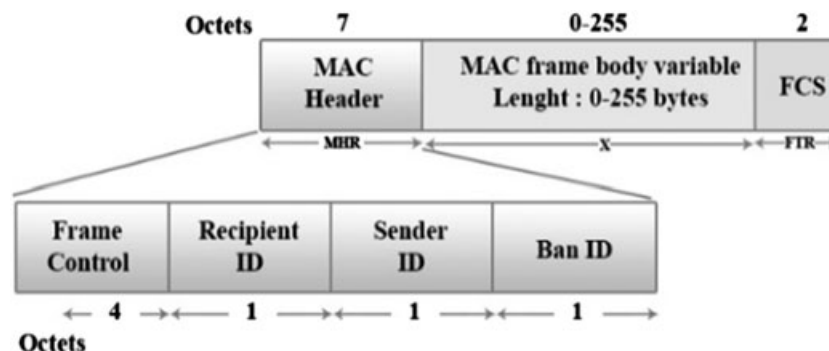 Octets 7 0-255 2
MAC Header
MAC frame body variable
Lenght : 0-255 bytes
FCS
MHR X FTR
Frame Control
Recipient ID
Sender ID
Ban ID
4 1 1 1
Octets